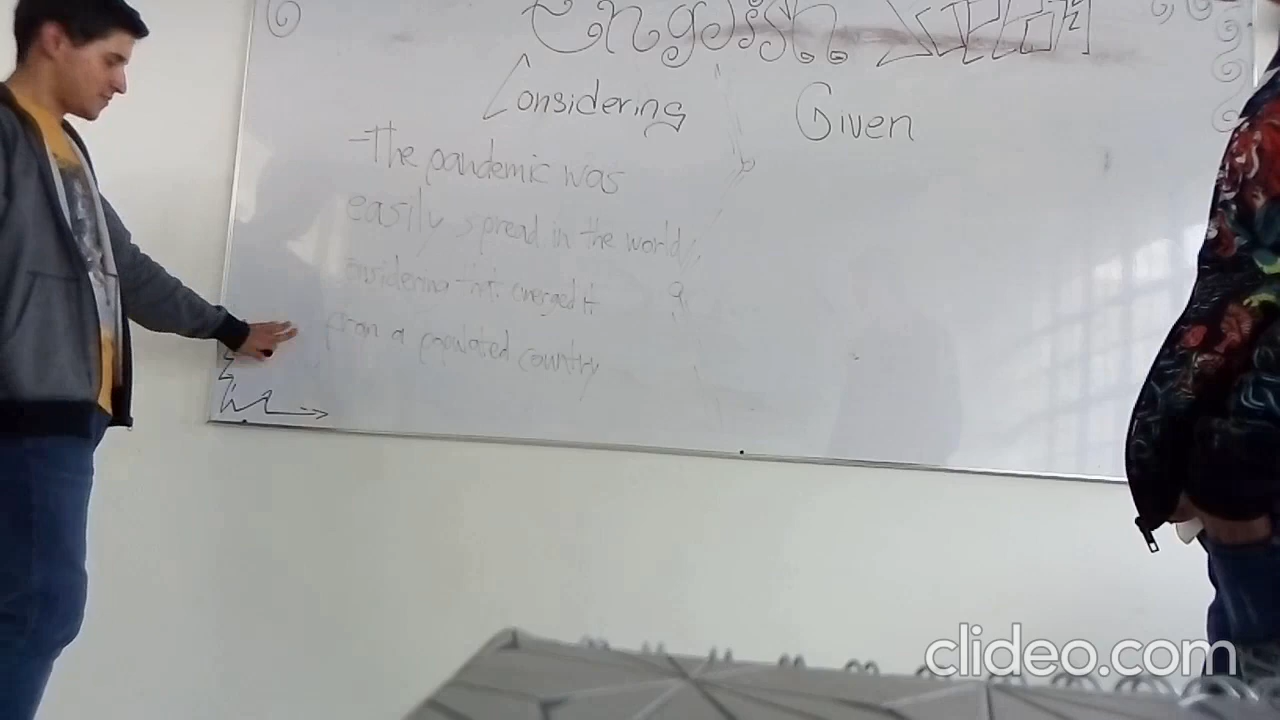 English
Considering Given
-The pandemic was
easily spread in the world,
considering emerged it
from a populated country
clideo.com